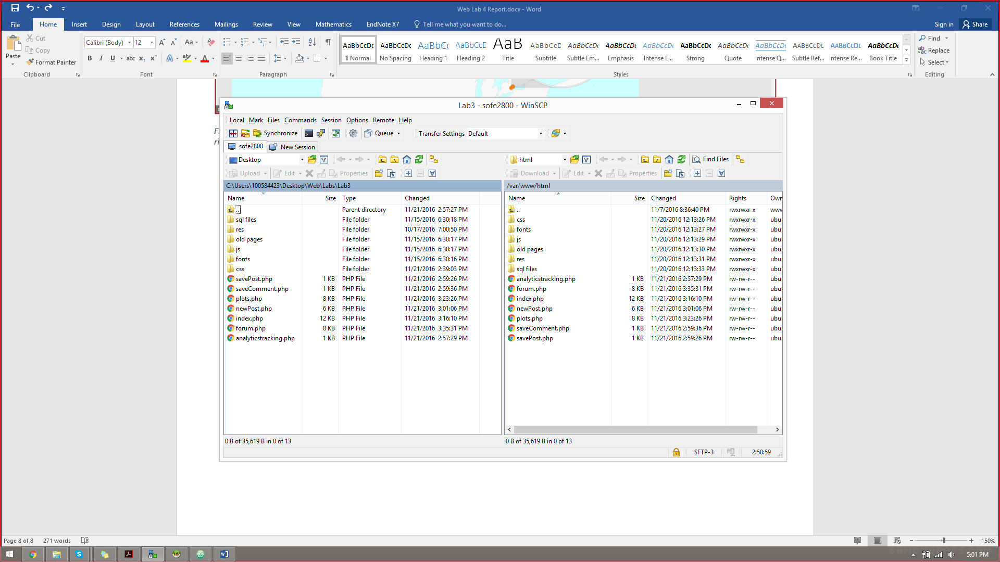 Web Lab 4 Report.docx - Word
File Home Insert Design Layout References Mailings Review View Mathematics EndNote X7 Tell me what you want to do... Sign in Share
Paste Cut Copy Format Painter
Calibri (Body) 12 Aa
B I U abc x₂ x²
AaBbCcDc AaBbCcDc AaBbCc AaBbCcD AaB AaBbCcD AaBbCcDc AaBbCcDc AaBbCcDc AaBbCcDc AaBbCcDc AaBbCcDc AABBCCDE AABBCCDE AaBbCcDc
¶ Normal No Spacing Heading 1 Heading 2 Title Subtitle Subtle Em... Emphasis Intense E... Strong Quote Intense Q... Subtle Ref... Intense Re... Book Title
Find
Replace
Select
Clipboard Font Paragraph Styles Editing
Lab3 - sofe2800 - WinSCP
Local Mark Files Commands Session Options Remote Help
Synchronize Queue Transfer Settings Default
sofe2800 New Session
Desktop html Find Files
Upload Edit Properties Download Edit Properties
C:\Users\100584423\Desktop\Web\Labs\Lab3 /var/www/html
Name Size Type Changed
.. Parent directory 11/21/2016 2:57:27 PM
sql files File folder 11/15/2016 6:30:18 PM
res File folder 10/17/2016 7:00:50 PM
old pages File folder 11/15/2016 6:30:17 PM
js File folder 11/15/2016 6:30:17 PM
fonts File folder 11/15/2016 6:30:16 PM
css File folder 11/21/2016 2:39:03 PM
savePost.php 1 KB PHP File 11/21/2016 2:59:26 PM
saveComment.php 1 KB PHP File 11/21/2016 2:59:36 PM
plots.php 8 KB PHP File 11/21/2016 3:23:26 PM
newPost.php 6 KB PHP File 11/21/2016 3:01:06 PM
index.php 12 KB PHP File 11/21/2016 3:16:10 PM
forum.php 8 KB PHP File 11/21/2016 3:35:31 PM
analyticstracking.php 1 KB PHP File 11/21/2016 2:57:29 PM
0 B of 35,619 B in 0 of 13
Name Size Changed Rights Own
.. 11/7/2016 8:36:40 PM rwxrwxr-x www
css 11/20/2016 12:13:26 PM rwxrwxr-x ubu
fonts 11/20/2016 12:13:27 PM rwxrwxr-x ubu
js 11/20/2016 12:13:29 PM rwxrwxr-x ubu
old pages 11/20/2016 12:13:30 PM rwxrwxr-x ubu
res 11/20/2016 12:13:31 PM rwxrwxr-x ubu
sql files 11/20/2016 12:13:33 PM rwxrwxr-x ubu
analyticstracking.php 1 KB 11/21/2016 2:57:29 PM rw-rw-r-- ubu
forum.php 8 KB 11/21/2016 3:35:31 PM rw-rw-r-- ubu
index.php 12 KB 11/21/2016 3:16:10 PM rw-rw-r-- ubu
newPost.php 6 KB 11/21/2016 3:01:06 PM rw-rw-r-- ubu
plots.php 8 KB 11/21/2016 3:23:26 PM rw-rw-r-- ubu
saveComment.php 1 KB 11/21/2016 2:59:36 PM rw-rw-r-- ubu
savePost.php 1 KB 11/21/2016 2:59:26 PM rw-rw-r-- ubu
0 B of 35,619 B in 0 of 13
SFTP-3 2:50:59
Page 8 of 8 271 words 150%
5:01 PM